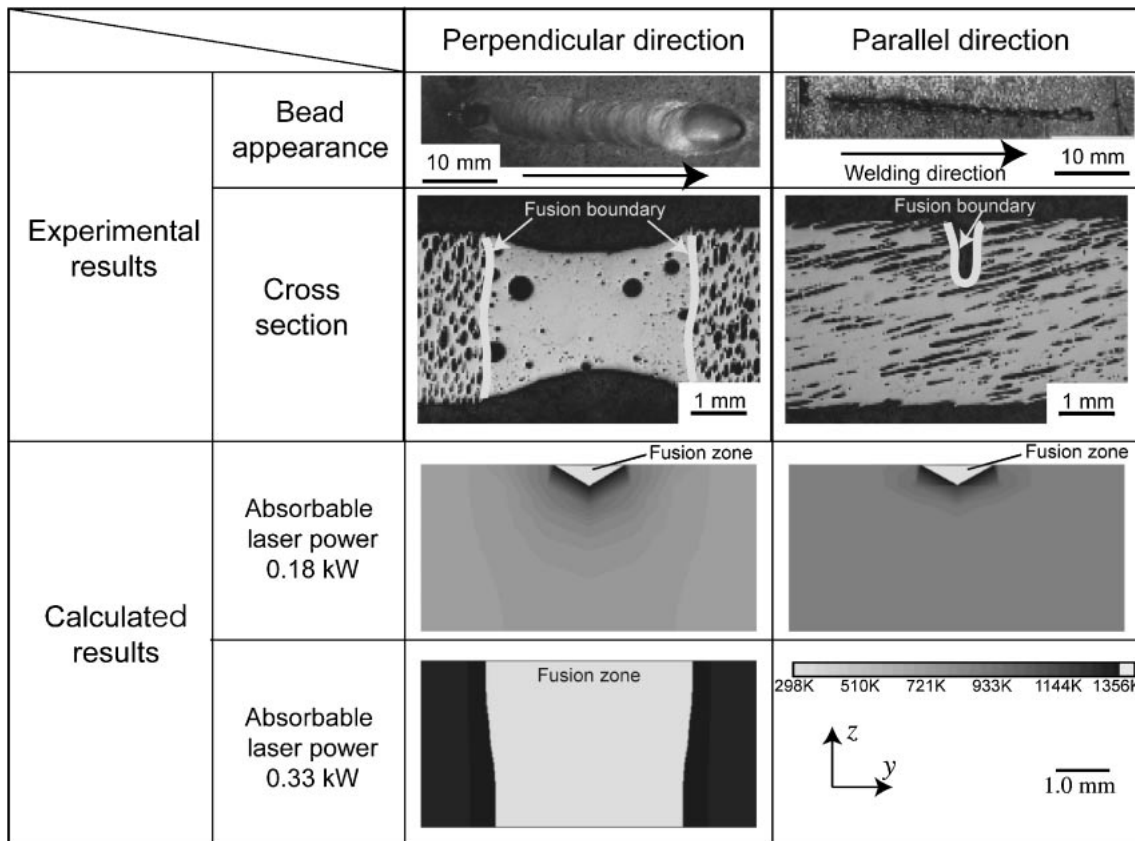 Perpendicular direction
Parallel direction
Experimental
results
Bead
appearance
10 mm
Welding direction
10 mm
Cross
section
Fusion boundary
1 mm
Fusion boundary
1 mm
Calculated
results
Absorbable
laser power
0.18 kW
Fusion zone
Fusion zone
Absorbable
laser power
0.33 kW
Fusion zone
298K 510K 721K 933K 1144K 1356K
z
y
1.0 mm